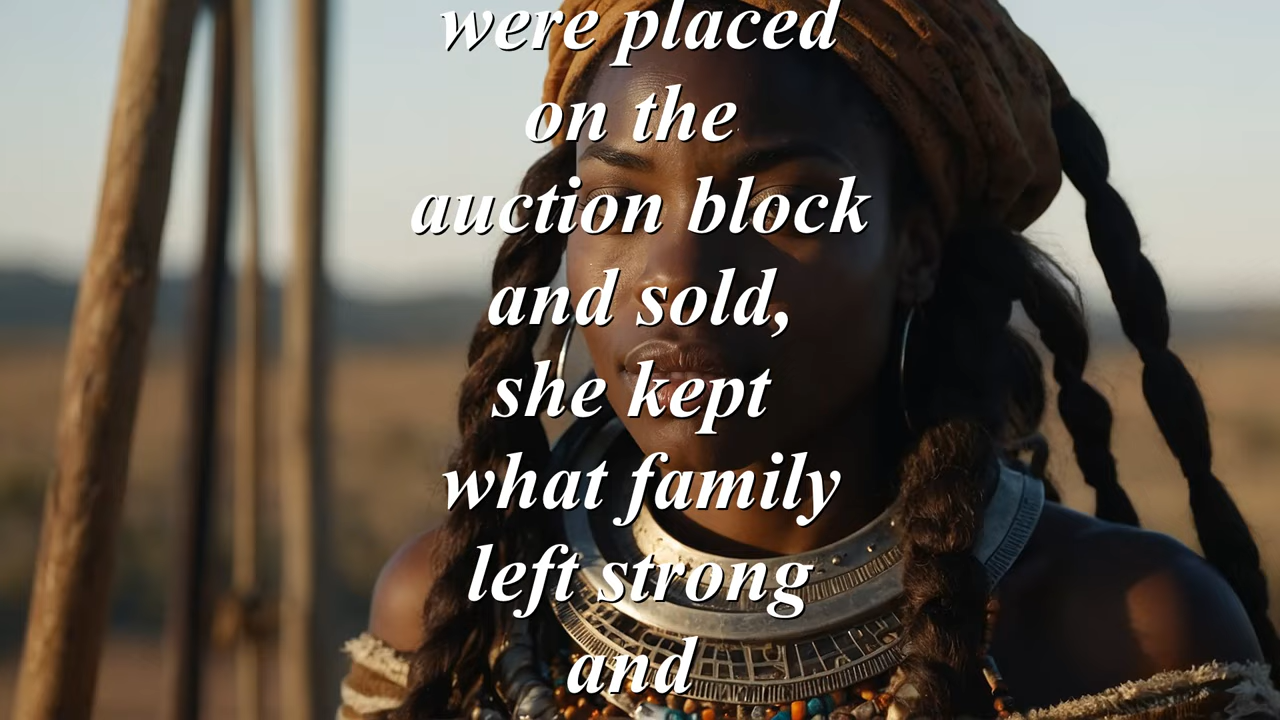 were placed
on the
auction block
and sold,
she kept
what family
left strong
and